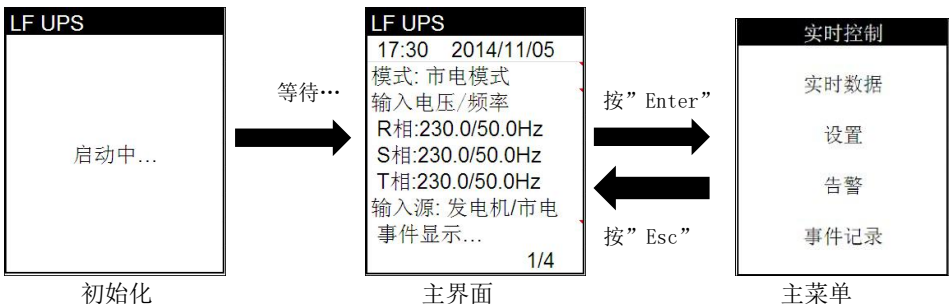 LF UPS
启动中...
初始化
等待…
LF UPS
17:30 2014/11/05
模式: 市电模式
输入电压/频率
R相:230.0/50.0Hz
S相:230.0/50.0Hz
T相:230.0/50.0Hz
输入源: 发电机/市电
事件显示...
1/4
主界面
按”Enter”
按”Esc”
实时控制
实时数据
设置
告警
事件记录
主菜单